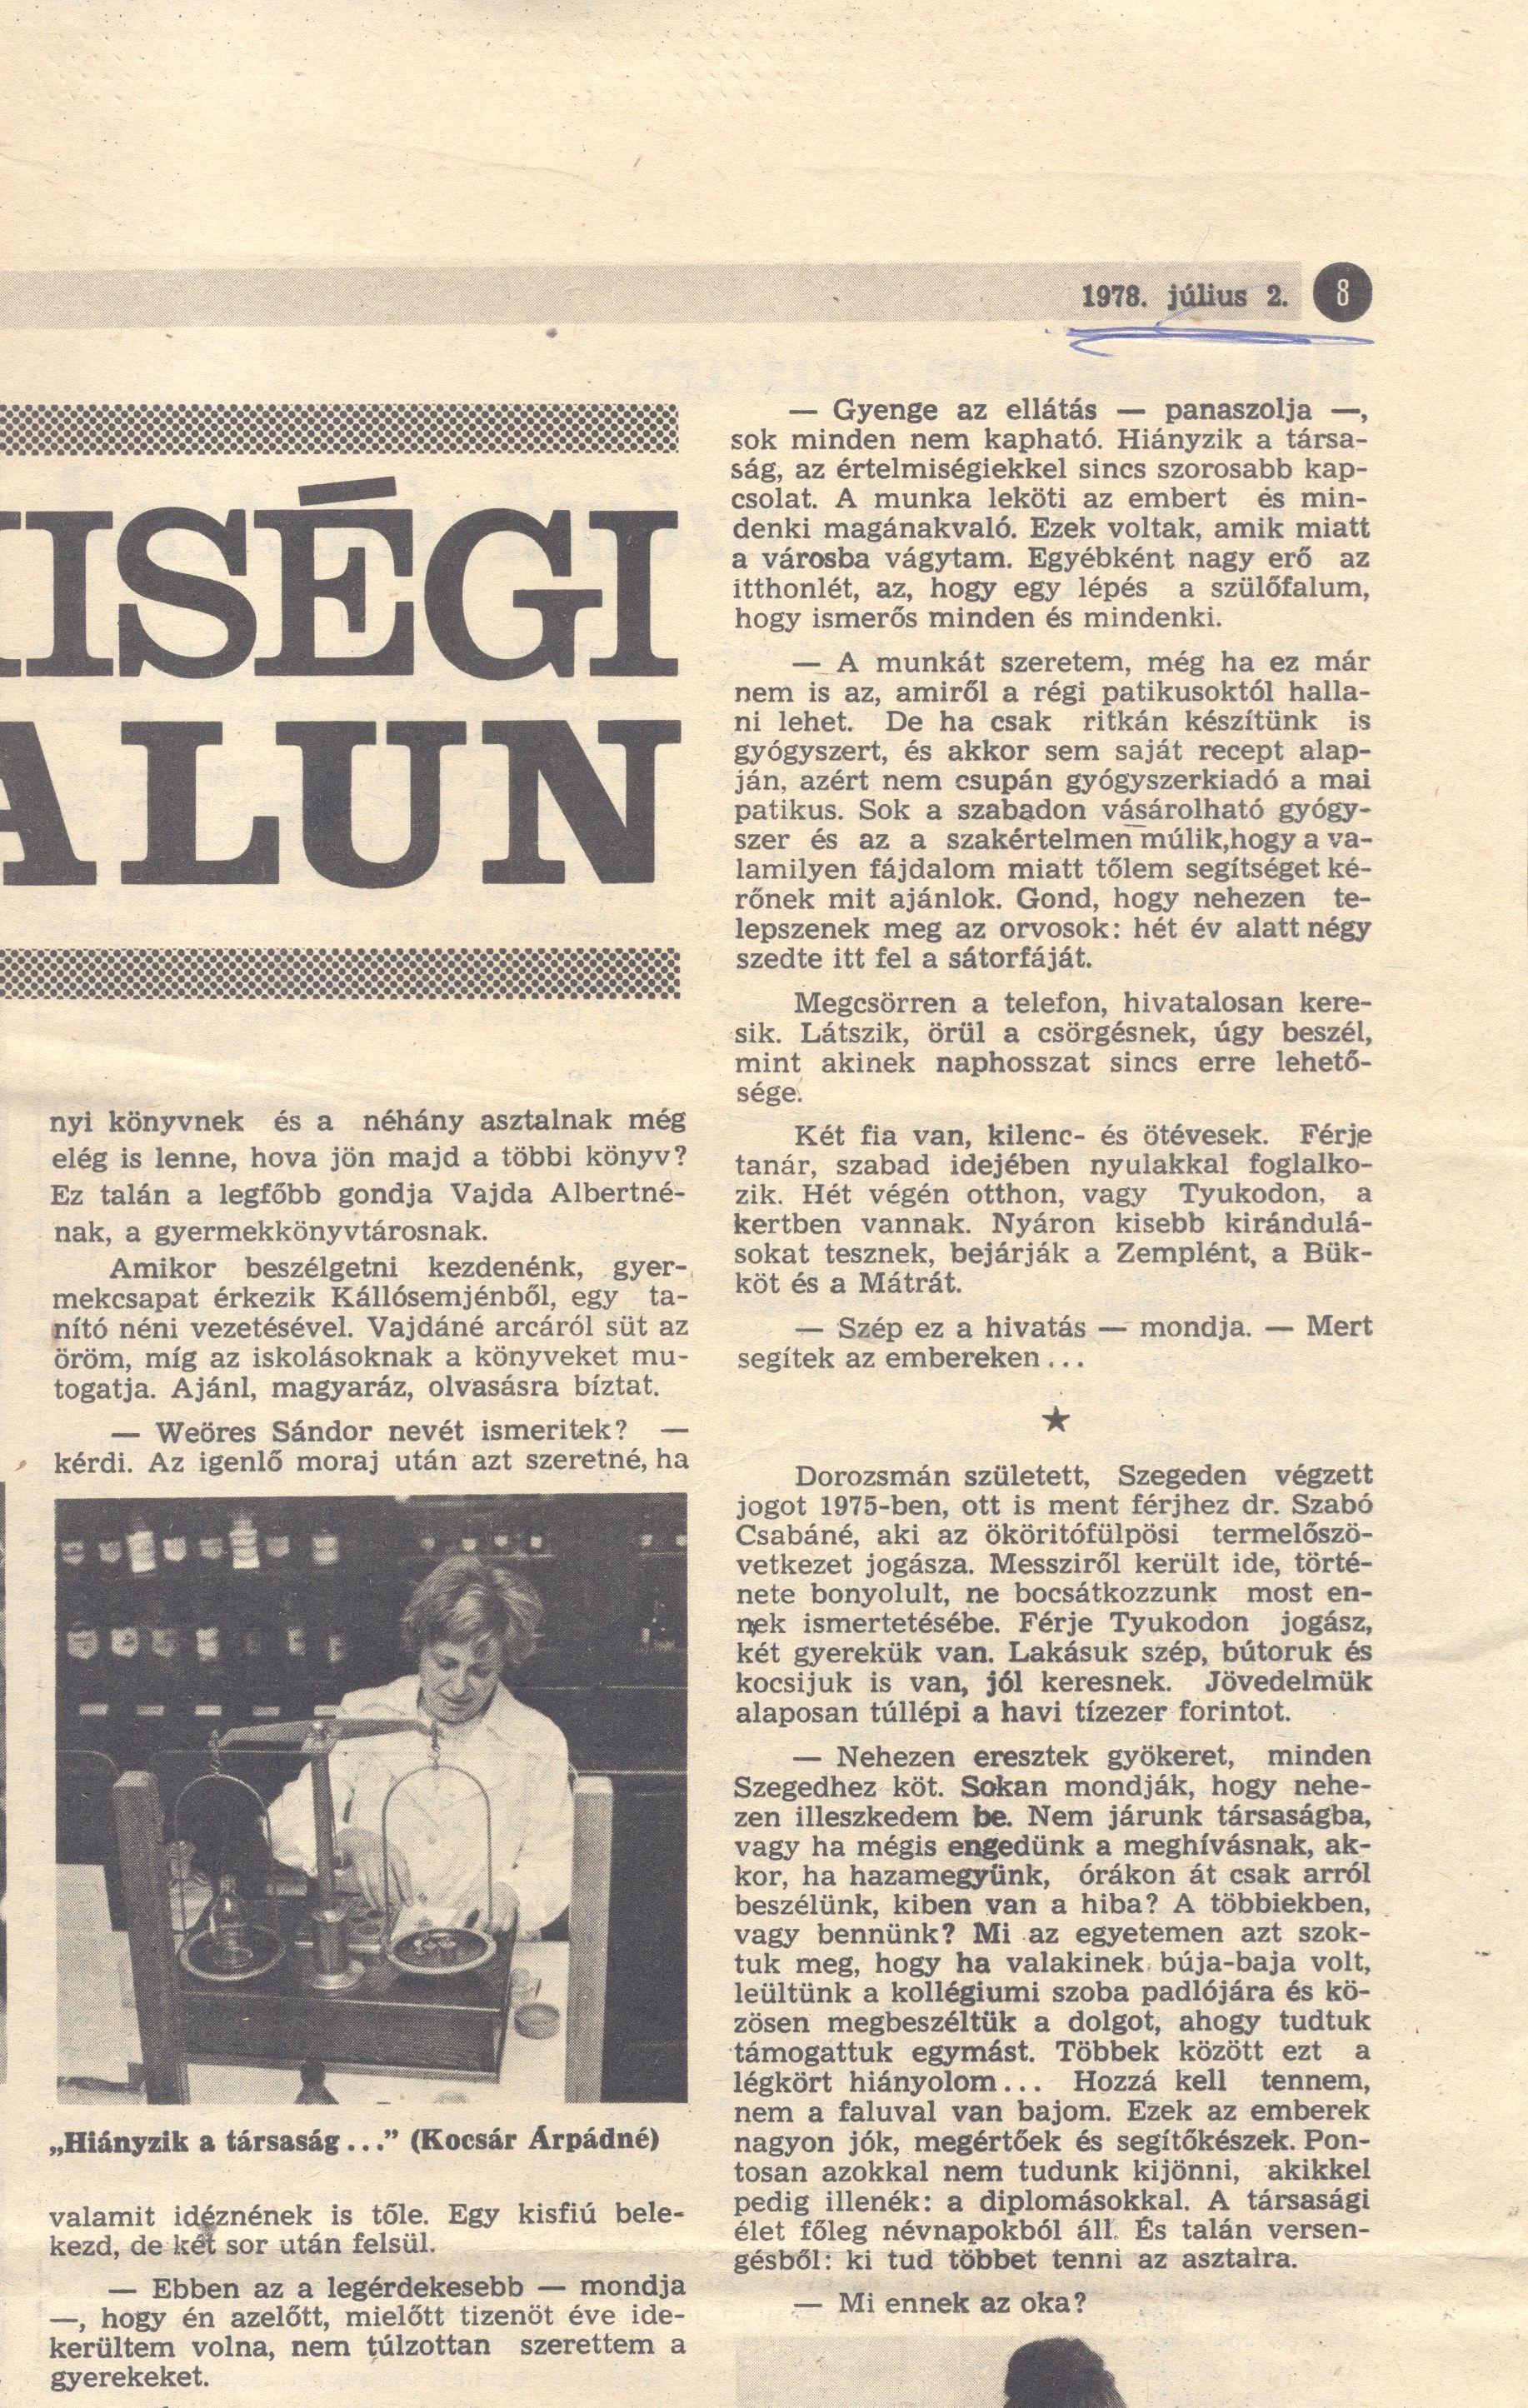 1978. július 2. 8
ISÉGI
ALUN
nyi könyvnek és a néhány asztalnak még
elég is lenne, hova jön majd a többi könyv?
Ez talán a legfőbb gondja Vajda Albertné-
nak, a gyermekkönyvtárosnak.
Amikor beszélgetni kezdenénk, gyer-
mekcsapat érkezik Kállósemjénből, egy ta-
nító néni vezetésével. Vajdáné arcáról süt az
öröm, míg az iskolásoknak a könyveket mu-
togatja. Ajánl, magyaráz, olvasásra bíztat.
— Weöres Sándor nevét ismeritek? —
kérdi. Az igenlő moraj után azt szeretné, ha
„Hiányzik a társaság...” (Kocsár Árpádné)
valamit idéznének is tőle. Egy kisfiú bele-
kezd, de két sor után felsül.
— Ebben az a legérdekesebb — mondja
—, hogy én azelőtt, mielőtt tizenöt éve ide-
kerültem volna, nem túlzottan szerettem a
gyerekeket.
— Gyenge az ellátás — panaszolja —,
sok minden nem kapható. Hiányzik a társa-
ság, az értelmiségiekkel sincs szorosabb kap-
csolat. A munka leköti az embert és min-
denki magánakvaló. Ezek voltak, amik miatt
a városba vágytam. Egyébként nagy erő az
itthonlét, az, hogy egy lépés a szülőfalum,
hogy ismerős minden és mindenki.
— A munkát szeretem, még ha ez már
nem is az, amiről a régi patikusoktól halla-
ni lehet. De ha csak ritkán készítünk is
gyógyszert, és akkor sem saját recept alap-
ján, azért nem csupán gyógyszerkiadó a mai
patikus. Sok a szabadon vásárolható gyógy-
szer és az a szakértelmen múlik,hogy a va-
lamilyen fájdalom miatt tőlem segítséget ké-
rőnek mit ajánlok. Gond, hogy nehezen te-
lepszenek meg az orvosok: hét év alatt négy
szedte itt fel a sátorfáját.
Megcsörren a telefon, hivatalosan kere-
sik. Látszik, örül a csörgésnek, úgy beszél,
mint akinek naphosszat sincs erre lehető-
sége.
Két fia van, kilenc- és ötévesek. Férje
tanár, szabad idejében nyulakkal foglalko-
zik. Hét végén otthon, vagy Tyukodon, a
kertben vannak. Nyáron kisebb kirándulá-
sokat tesznek, bejárják a Zemplént, a Bük-
köt és a Mátrát.
— Szép ez a hivatás — mondja. — Mert
segítek az embereken...
★
Dorozsmán született, Szegeden végzett
jogot 1975-ben, ott is ment férjhez dr. Szabó
Csabáné, aki az ököritófülpösi termelőszö-
vetkezet jogásza. Messziről került ide, törté-
nete bonyolult, ne bocsátkozzunk most en-
nek ismertetésébe. Férje Tyukodon jogász,
két gyerekük van. Lakásuk szép, bútoruk és
kocsijuk is van, jól keresnek. Jövedelmük
alaposan túllépi a havi tízezer forintot.
— Nehezen eresztek gyökeret, minden
Szegedhez köt. Sokan mondják, hogy nehe-
zen illeszkedem be. Nem járunk társaságba,
vagy ha mégis engedünk a meghívásnak, ak-
kor, ha hazamegyünk, órákon át csak arról
beszélünk, kiben van a hiba? A többiekben,
vagy bennünk? Mi az egyetemen azt szok-
tuk meg, hogy ha valakinek búja-baja volt,
leültünk a kollégiumi szoba padlójára és kö-
zösen megbeszéltük a dolgot, ahogy tudtuk
támogattuk egymást. Többek között ezt a
légkört hiányolom... Hozzá kell tennem,
nem a faluval van bajom. Ezek az emberek
nagyon jók, megértőek és segítőkészek. Pon-
tosan azokkal nem tudunk kijönni, akikkel
pedig illenék: a diplomásokkal. A társasági
élet főleg névnapokból áll. És talán versen-
gésből: ki tud többet tenni az asztalra.
— Mi ennek az oka?